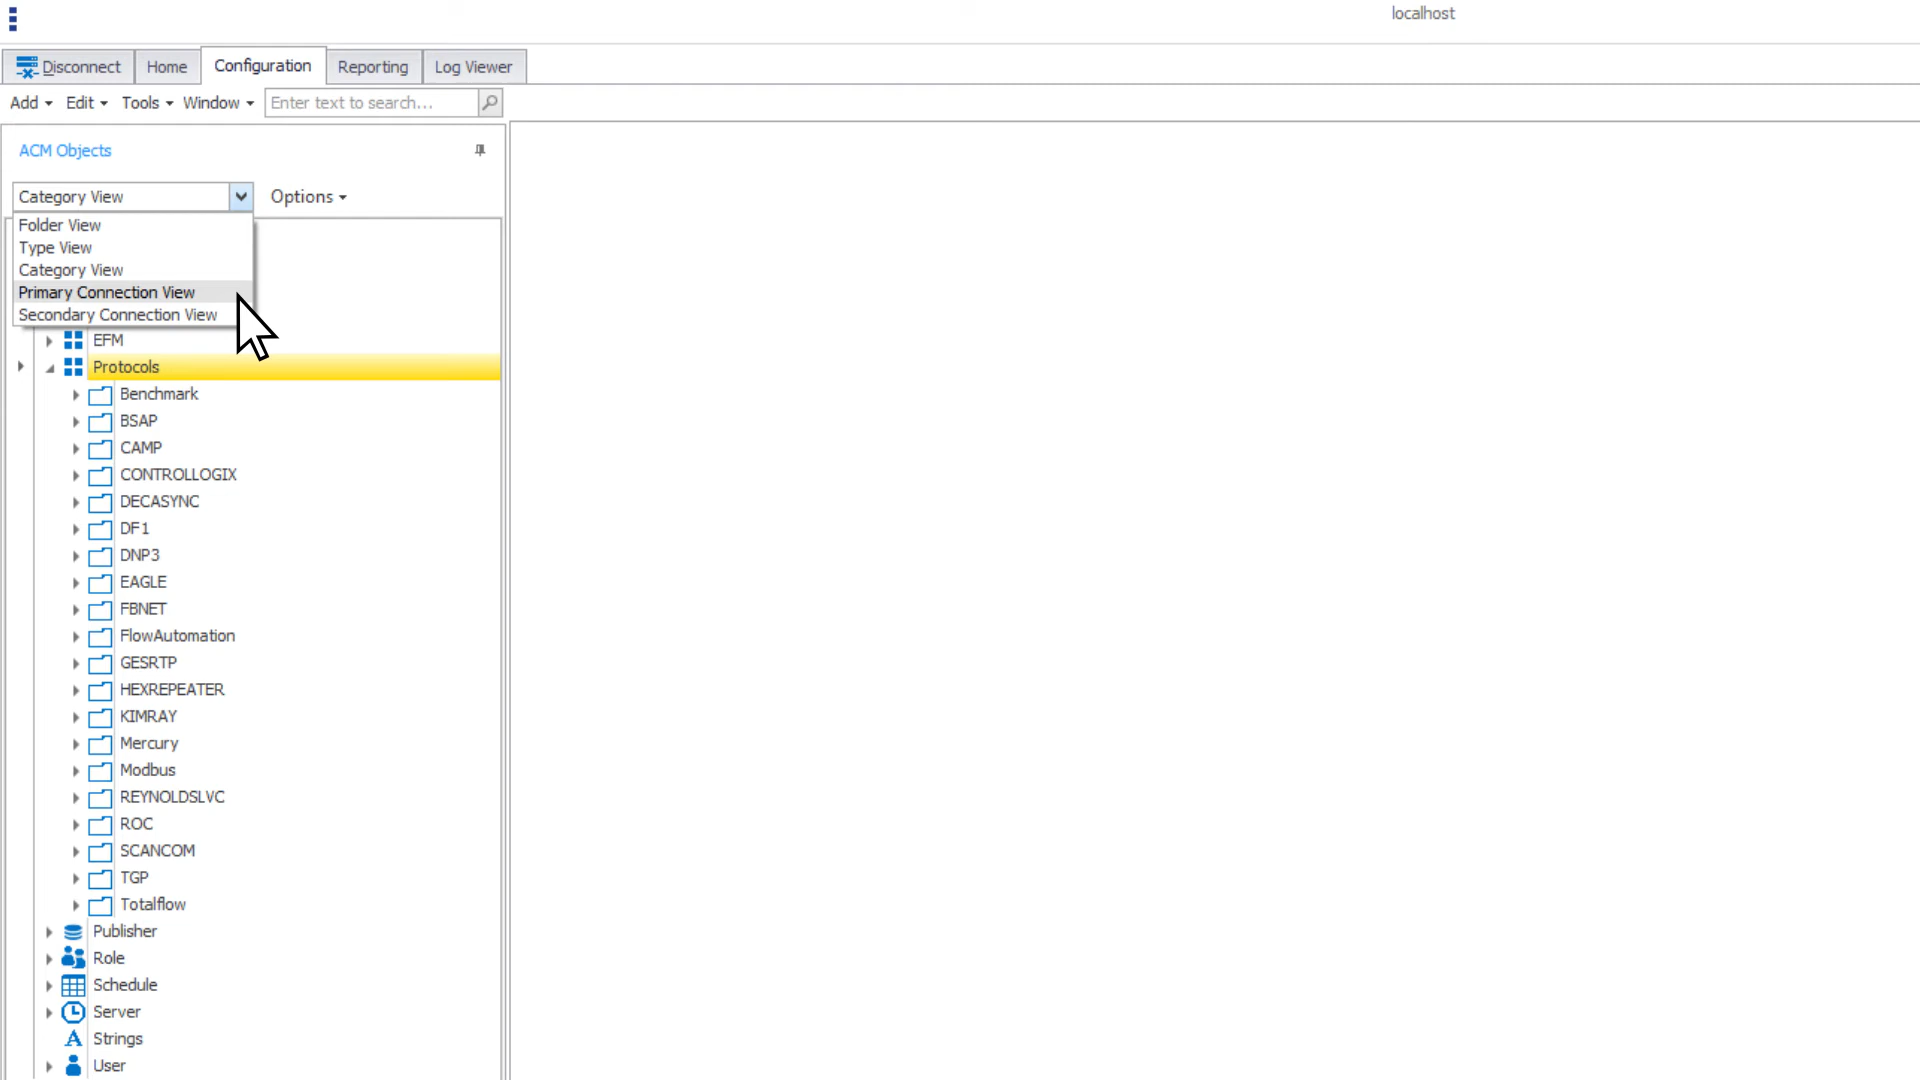 localhost
Disconnect Home Configuration Reporting Log Viewer
Add Edit Tools Window Enter text to search...
ACM Objects
Category View Options
Folder View
Type View
Category View
Primary Connection View
Secondary Connection View
EFM
Protocols
Benchmark
BSAP
CAMP
CONTROLLOGIX
DECASYNC
DF1
DNP3
EAGLE
FBNET
FlowAutomation
GESRTP
HEXREPEATER
KIMRAY
Mercury
Modbus
REYNOLDSLVC
ROC
SCANCOM
TGP
Totalflow
Publisher
Role
Schedule
Server
Strings
User